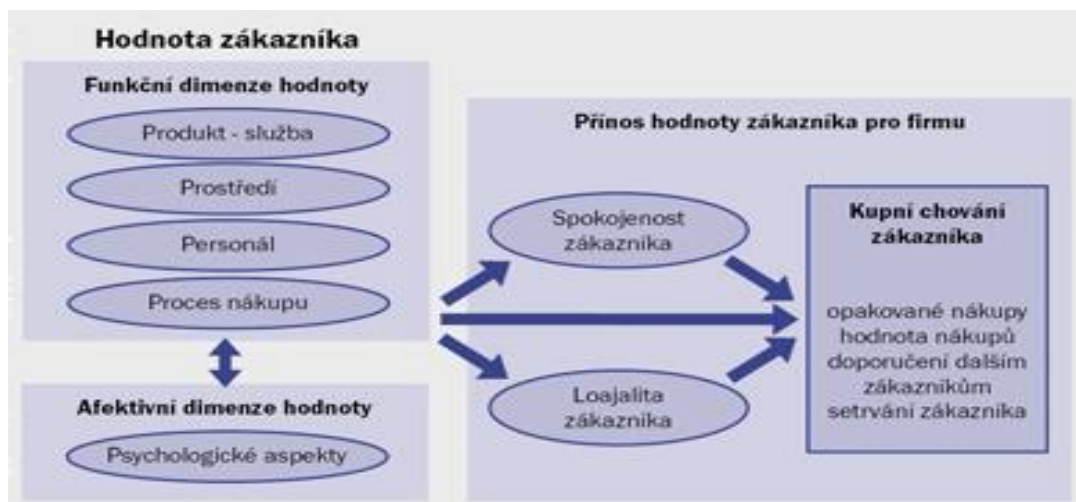 Hodnota zákazníka
Funkční dimenze hodnoty
Produkt - služba
Prostředí
Personál
Proces nákupu
Afektivní dimenze hodnoty
Psychologické aspekty
Přínos hodnoty zákazníka pro firmu
Spokojenost
zákazníka
Loajalita
zákazníka
Kupní chování
zákazníka
opakované nákupy
hodnota nákupů
doporučení dalším
zákazníkům
setrvání zákazníka